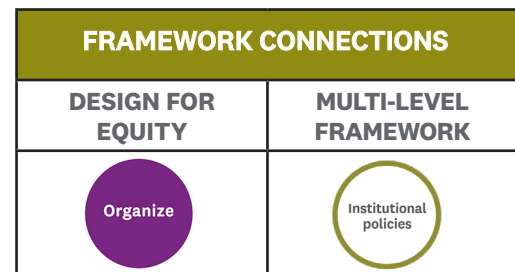 FRAMEWORK CONNECTIONS
DESIGN FOR
EQUITY
MULTI-LEVEL
FRAMEWORK
Organize
Institutional
policies